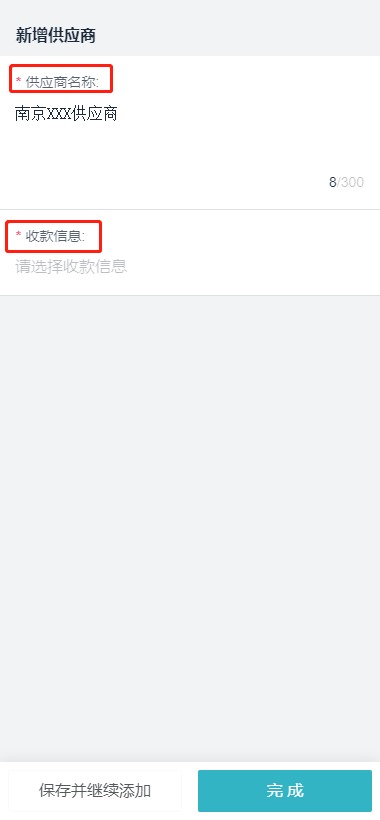 新增供应商
* 供应商名称:
南京XXX供应商
8/300
* 收款信息:
请选择收款信息
保存并继续添加
完成